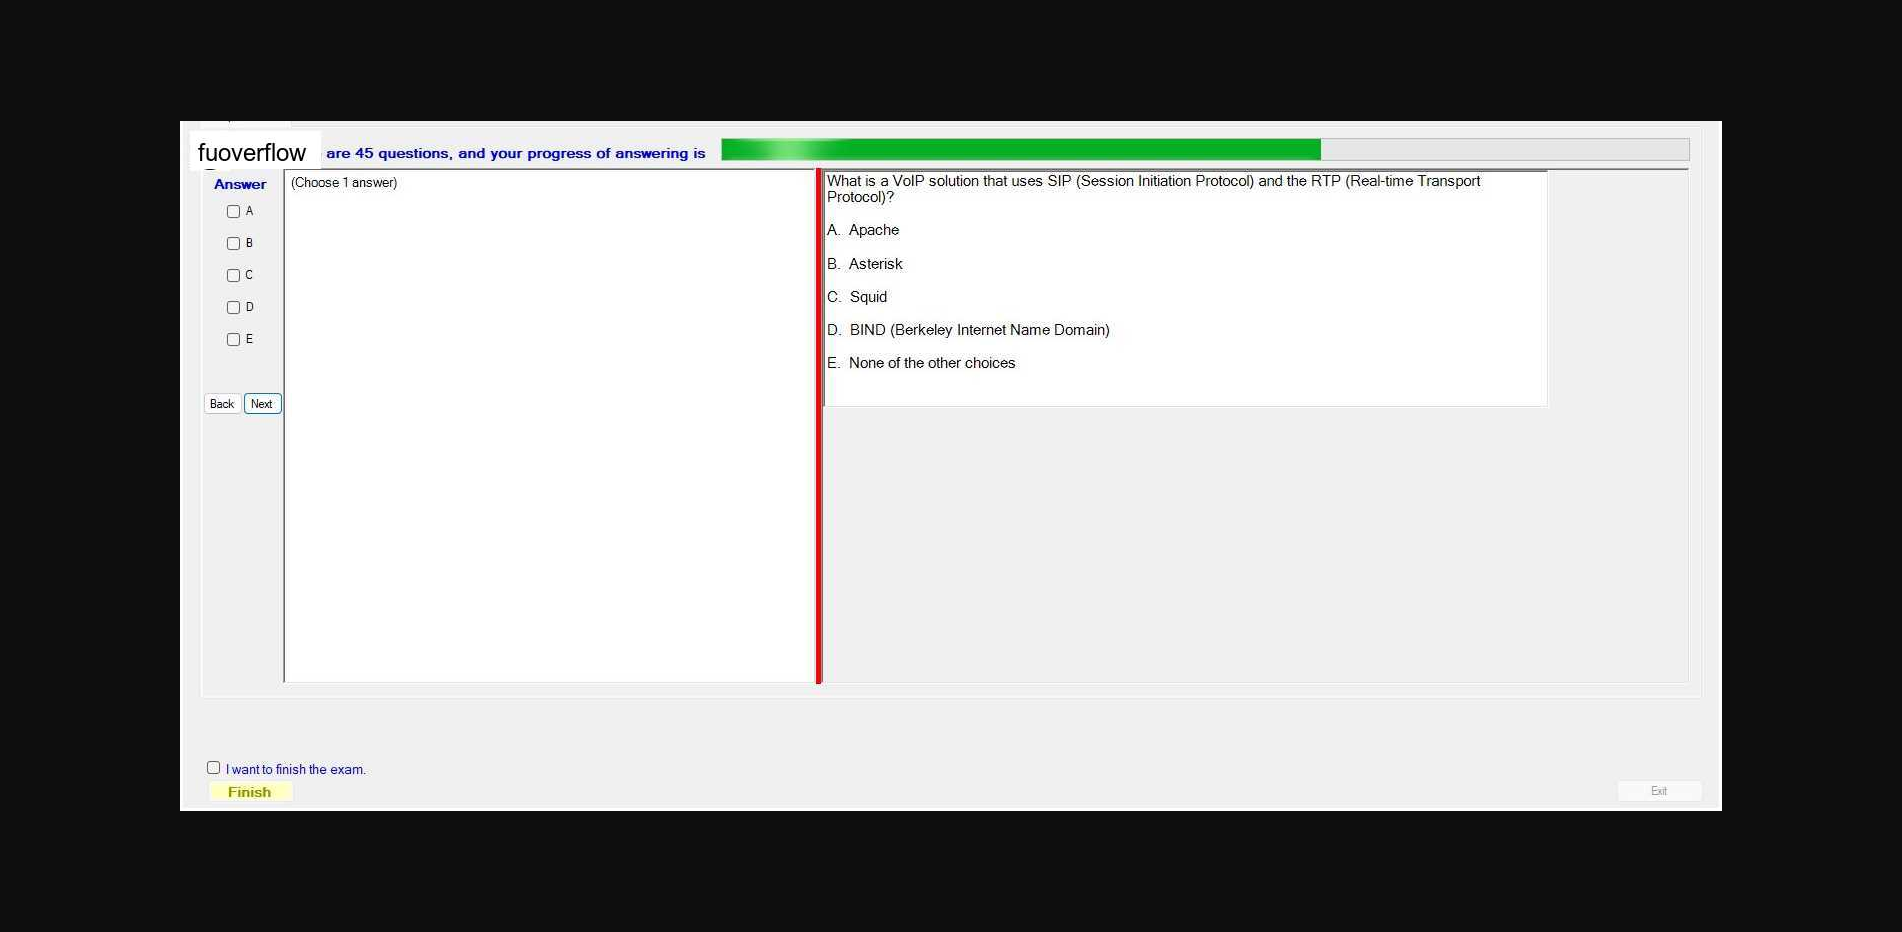 fuoverflow are 45 questions, and your progress of answering is
Answer
(Choose 1 answer)
A
B
C
D
E
Back Next
What is a VoIP solution that uses SIP (Session Initiation Protocol) and the RTP (Real-time Transport
Protocol)?
A. Apache
B. Asterisk
C. Squid
D. BIND (Berkeley Internet Name Domain)
E. None of the other choices
I want to finish the exam.
Finish
Exit